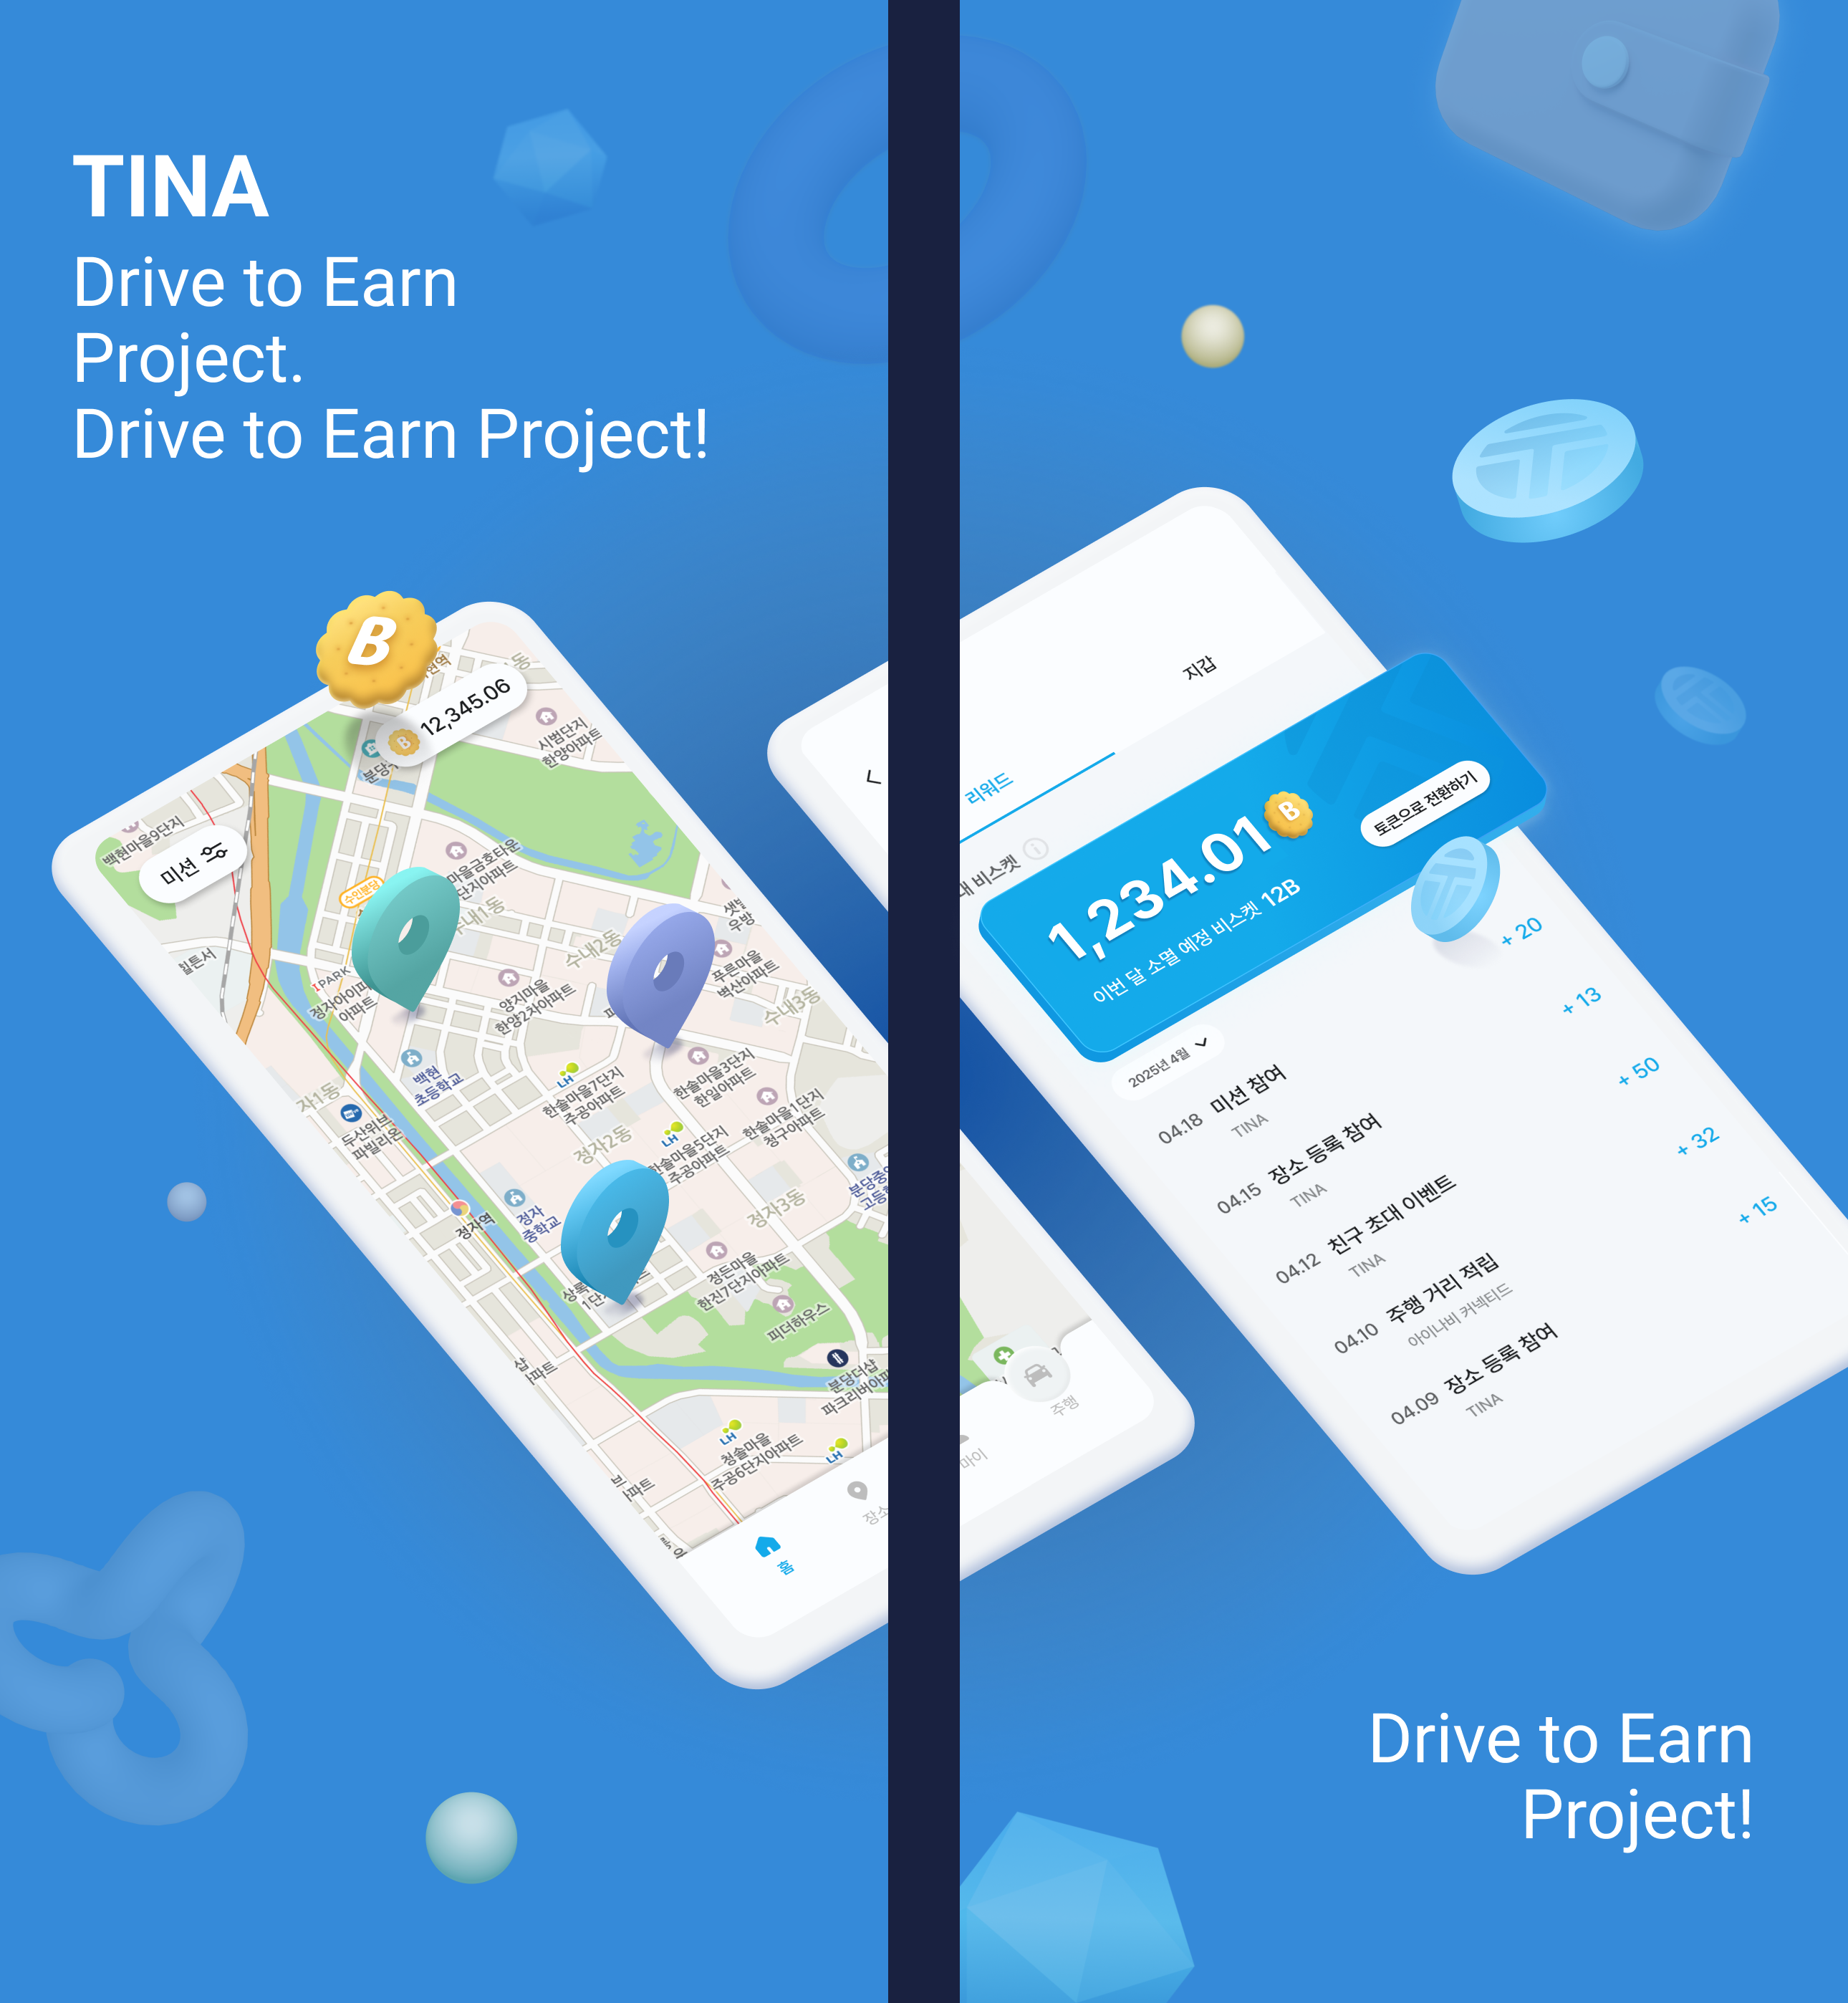 TINA
Drive to Earn
Project.
Drive to Earn Project!
B
12,345.06
B
미션
백현마을9단지
시범단지
한양아파트
수인분당
I PARK
정자아이파
아파트
수내1동
수내2동
수내3동
양지마을
한양2차아파트
푸른마을
벽산아파트
백현
초등학교
LH
한솔마을7단지
주공아파트
한솔마을3단지
한일아파트
한솔마을1단지
청구아파트
두산위브
파빌리온
정자2동
LH
한솔마을5단지
주공아파트
정자
중학교
정자역
정자3동
정든마을
한진7단지아파트
피더하우스
분당더샵
파크리버아파
LH
청솔마을
주공6단지아파트
LH
홈
장소
지갑
리워드
비스켓
1,234.01
B
토큰으로 전환하기
이번 달 소멸 예정 비스켓 12B
2025년 4월
04.18 미션 참여
TINA
+ 20
04.15 장소 등록 참여
TINA
+ 13
04.12 친구 초대 이벤트
TINA
+ 50
04.10 주행 거리 적립
아이나비 커넥티드
+ 32
04.09 장소 등록 참여
TINA
+ 15
마이
주행
Drive to Earn
Project!